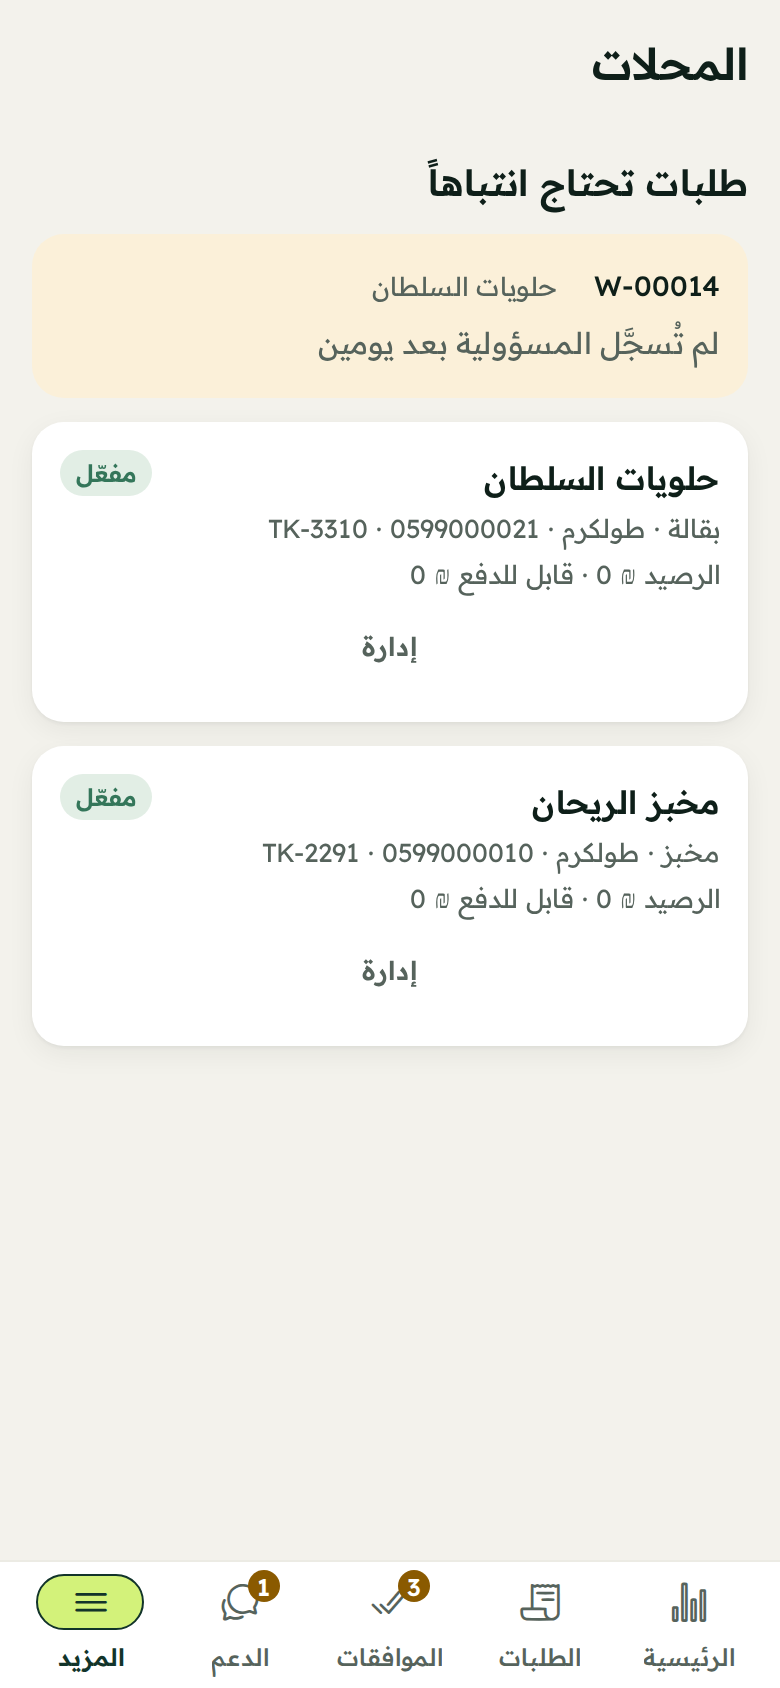 المحلات
طلبات تحتاج انتباهاً
W-00014 حلويات السلطان
لم تُسجَّل المسؤولية بعد يومين
حلويات السلطان مفعّل
بقالة · طولكرم · 0599000021 · TK-3310
الرصيد ₪ 0 · قابل للدفع ₪ 0
إدارة
مخبز الريحان مفعّل
مخبز · طولكرم · 0599000010 · TK-2291
الرصيد ₪ 0 · قابل للدفع ₪ 0
إدارة
3 1
الرئيسية الطلبات الموافقات الدعم المزيد